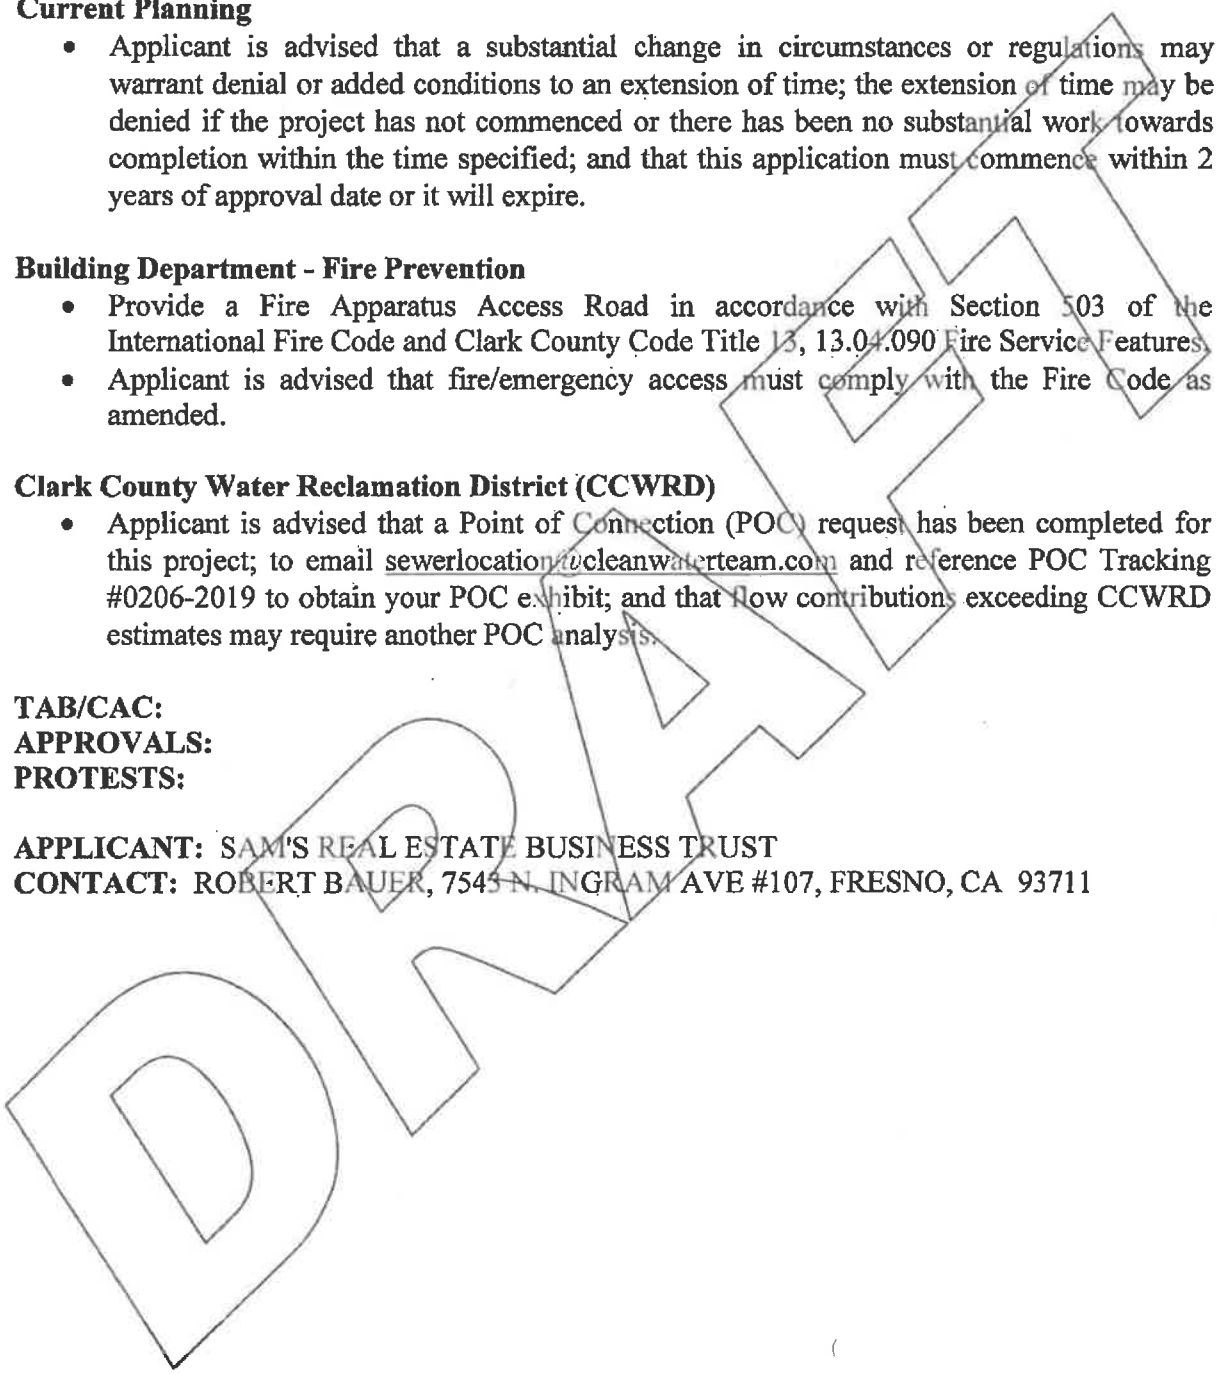 Current Planning
• Applicant is advised that a substantial change in circumstances or regulations may
warrant denial or added conditions to an extension of time; the extension of time may be
denied if the project has not commenced or there has been no substantial work towards
completion within the time specified; and that this application must commence within 2
years of approval date or it will expire.
Building Department - Fire Prevention
• Provide a Fire Apparatus Access Road in accordance with Section 503 of the
International Fire Code and Clark County Code Title 13, 13.04.090 Fire Service Features.
• Applicant is advised that fire/emergency access must comply with the Fire Code as
amended.
Clark County Water Reclamation District (CCWRD)
• Applicant is advised that a Point of Connection (POC) request has been completed for
this project; to email sewerlocation@cleanwaterteam.com and reference POC Tracking
#0206-2019 to obtain your POC exhibit; and that flow contributions exceeding CCWRD
estimates may require another POC analysis.
TAB/CAC:
APPROVALS:
PROTESTS:
APPLICANT: SAM'S REAL ESTATE BUSINESS TRUST
CONTACT: ROBERT BAUER, 7543 N. INGRAM AVE #107, FRESNO, CA 93711
DRAFT